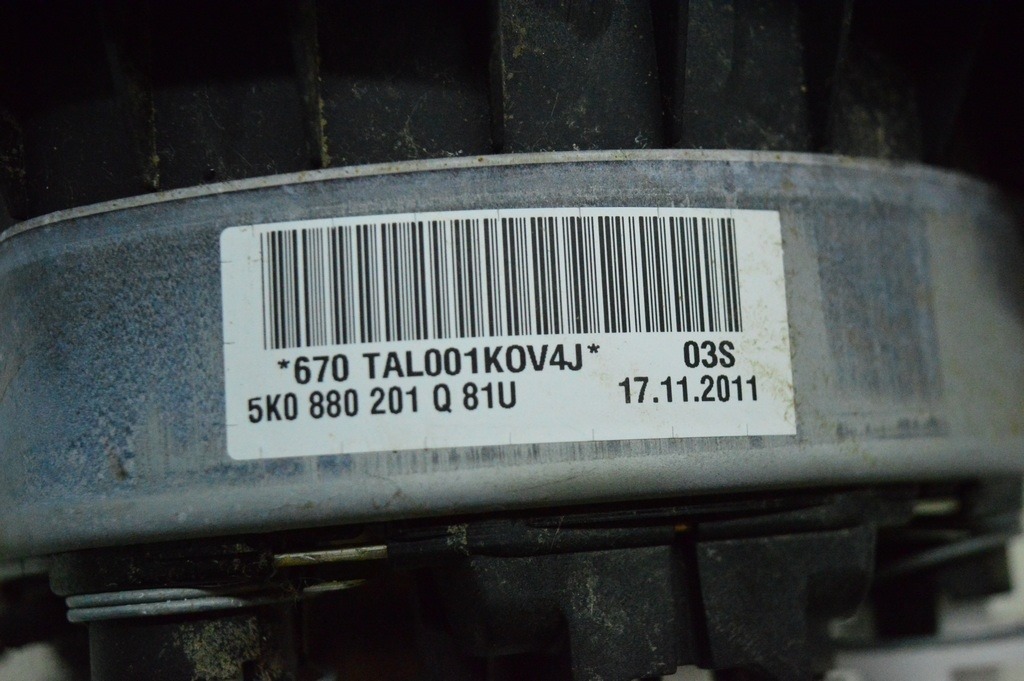 *670 TAL001KOV4J* 03S
5K0 880 201 Q 81U 17.11.2011